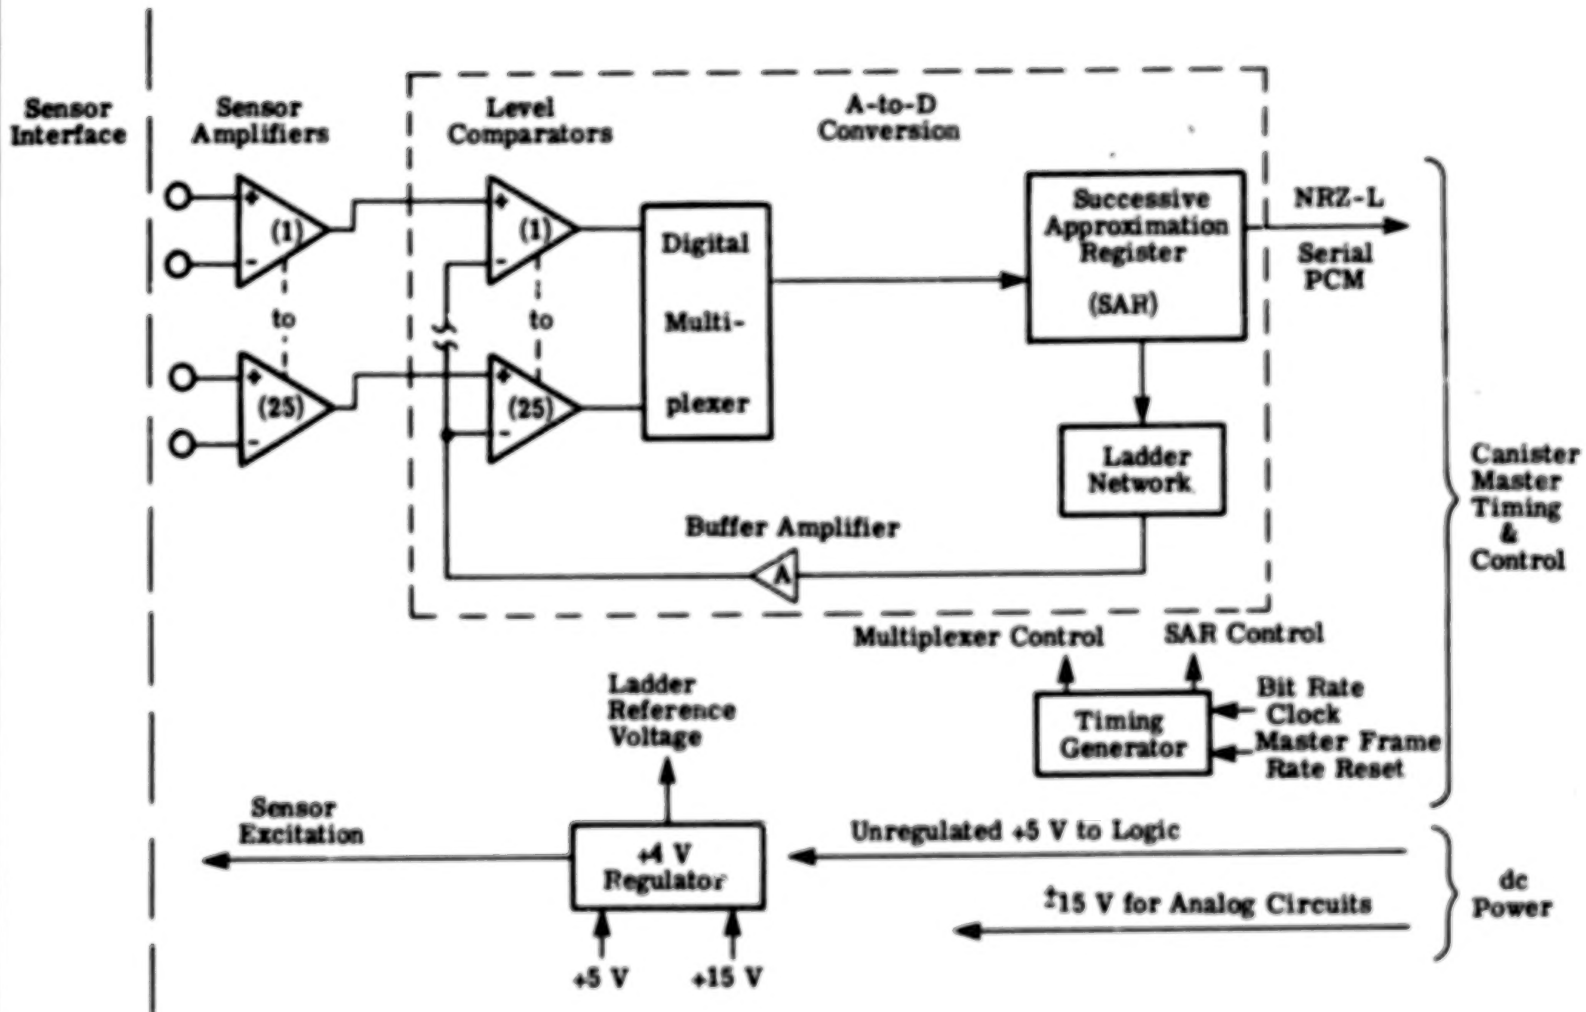 Sensor
Interface
Sensor
Amplifiers
Level
Comparators
A-to-D
Conversion
+
(1)
-
to
+
(25)
-
+
(1)
-
to
+
(25)
-
Digital
Multi-
plexer
Successive
Approximation
Register
(SAR)
NRZ-L
Serial
PCM
Ladder
Network
Buffer Amplifier
A
Canister
Master
Timing
&
Control
Multiplexer Control
SAR Control
Timing
Generator
Bit Rate
Clock
Master Frame
Rate Reset
Ladder
Reference
Voltage
Sensor
Excitation
+4 V
Regulator
+5 V
+15 V
Unregulated +5 V to Logic
±15 V for Analog Circuits
dc
Power